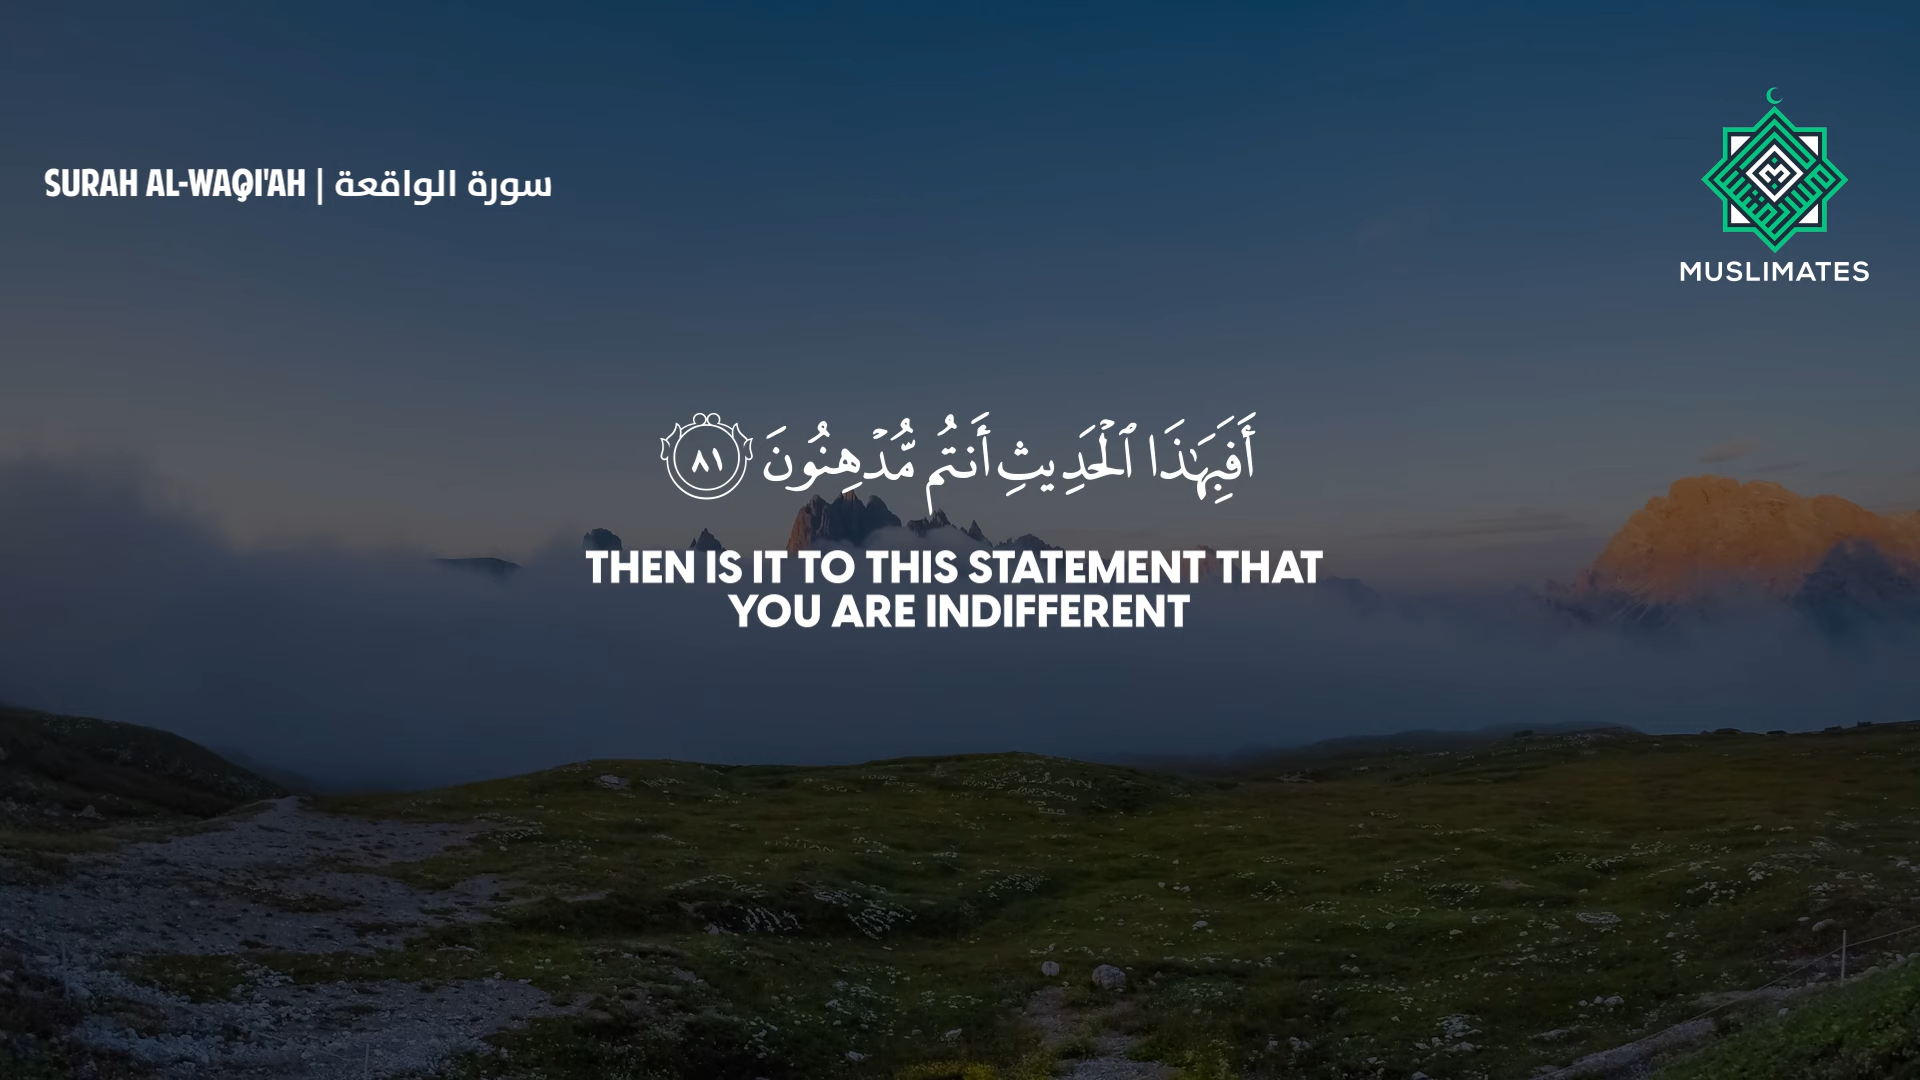 SURAH AL-WAQI'AH | سورة الواقعة
MUSLIMATES
أَفَبِهَٰذَا ٱلْحَدِيثِ أَنتُم مُّدْهِنُونَ ٨١
THEN IS IT TO THIS STATEMENT THAT
YOU ARE INDIFFERENT